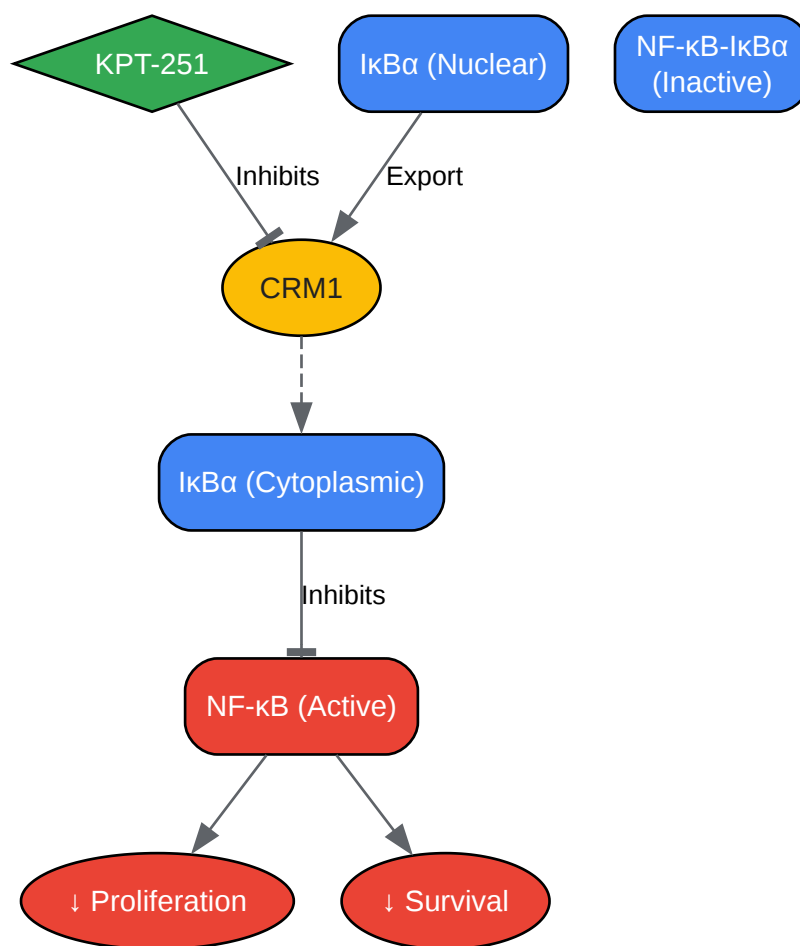 KPT-251
IκBα (Nuclear)
NF-κB-IκBα
(Inactive)
Inhibits
Export
CRM1
IκBα (Cytoplasmic)
Inhibits
NF-κB (Active)
↓ Proliferation
↓ Survival